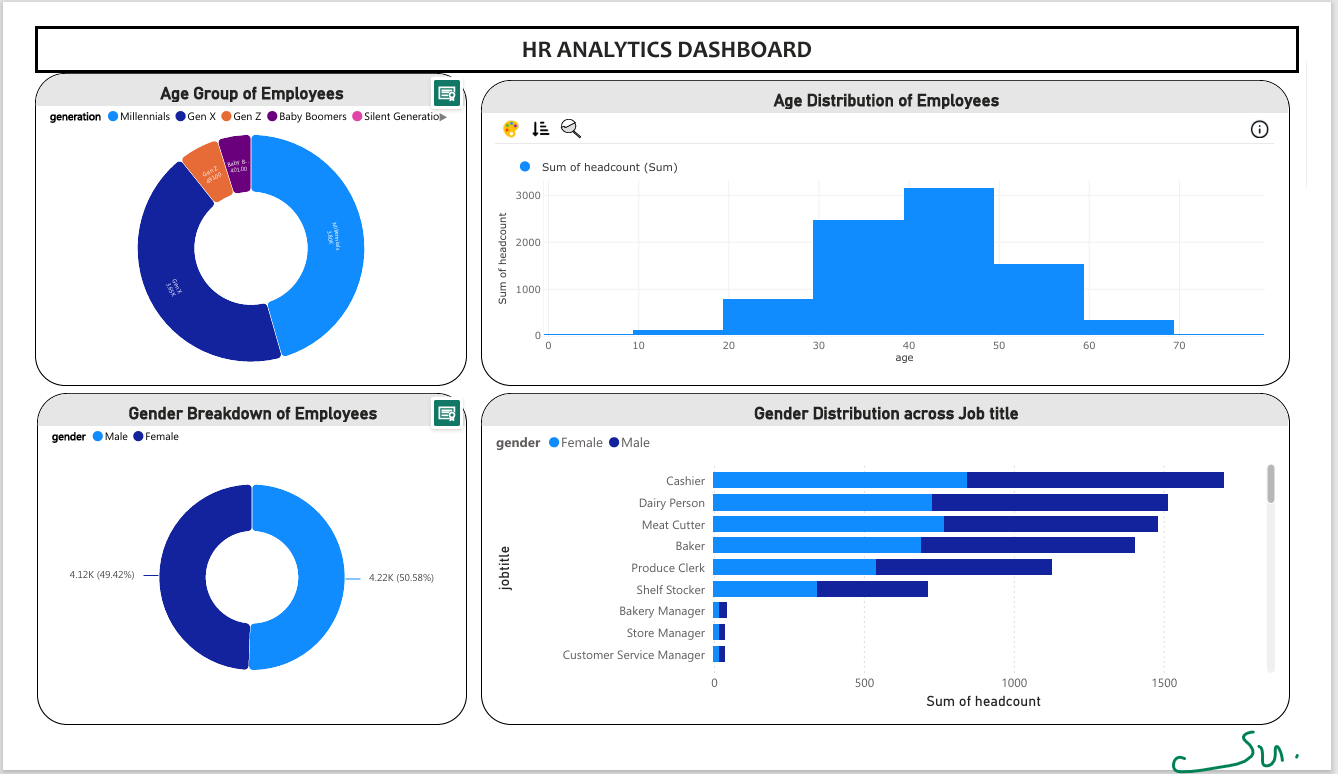 HR ANALYTICS DASHBOARD
Age Group of Employees
generation Millennials Gen X Gen Z Baby Boomers Silent Generatio
Baby B...
401.00
Gen Z
Millennials
3.80K
Gen X
3.65K
Age Distribution of Employees
Sum of headcount (Sum)
Sum of headcount
3000
2000
1000
0
0 10 20 30 40 50 60 70
age
Gender Breakdown of Employees
gender Male Female
4.12K (49.42%)
4.22K (50.58%)
Gender Distribution across Job title
gender Female Male
jobtitle
Cashier
Dairy Person
Meat Cutter
Baker
Produce Clerk
Shelf Stocker
Bakery Manager
Store Manager
Customer Service Manager
0 500 1000 1500
Sum of headcount